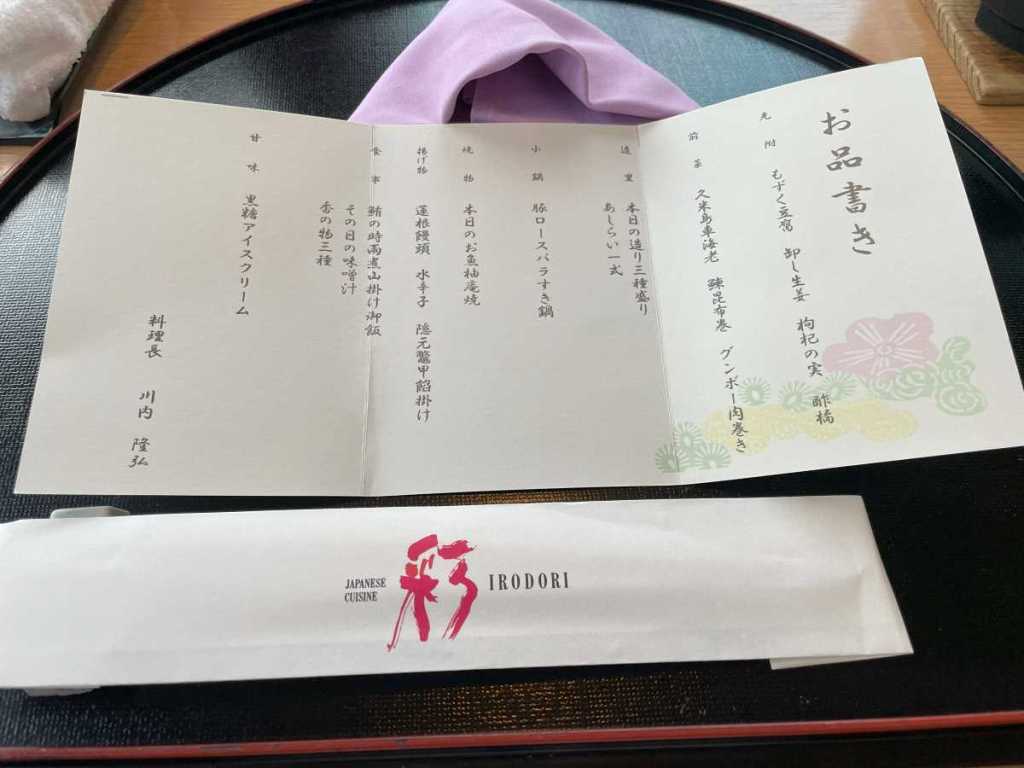 お品書き
先附 もずく豆腐 卸し生姜 枸杞の実 酢橘
前菜 久米島車海老 鰊昆布巻 グンボー肉巻き
造里 本日の造り三種盛り
あしらい一式
小鍋 豚ロースバラすき鍋
焼物 本日のお魚柚庵焼
揚げ物 蓮根饅頭 水辛子 隠元鼈甲餡掛け
食事 鮪の時雨煮山掛け御飯
その日の味噌汁
香の物三種
甘味 黒糖アイスクリーム
料理長 川内 隆弘
JAPANESE
CUISINE
彩
IRODORI